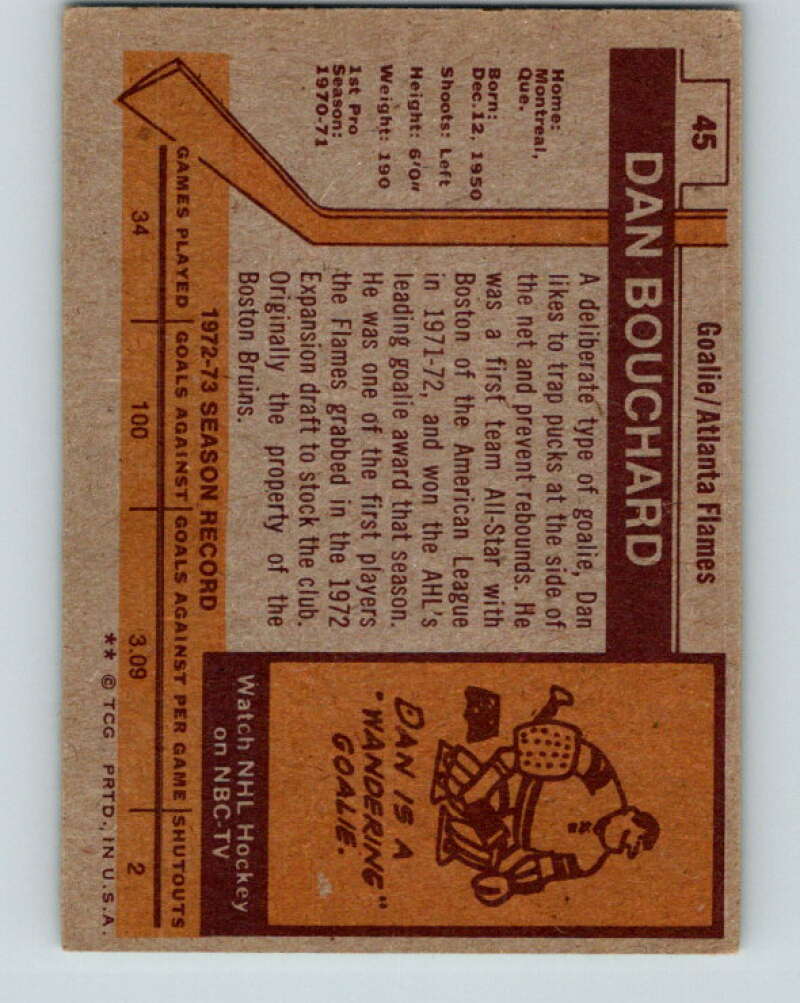 45
Goalie/Atlanta Flames
DAN BOUCHARD
Home:
Montreal,
Que.
Born:
Dec.12, 1950
Shoots: Left
Height: 6'0"
Weight: 190
1st Pro
Season:
1970-71
A deliberate type of goalie, Dan
likes to trap pucks at the side of
the net and prevent rebounds. He
was a first team All-Star with
Boston of the American League
in 1971-72, and won the AHL's
leading goalie award that season.
He was one of the first players
the Flames grabbed in the 1972
Expansion draft to stock the club.
Originally the property of the
Boston Bruins.
DAN IS A
"WANDERING"
GOALIE.
Watch NHL Hockey
on NBC-TV
1972-73 SEASON RECORD
GAMES PLAYED GOALS AGAINST GOALS AGAINST PER GAME SHUTOUTS
34 100 3.09 2
** © TCG PRTD., IN U.S.A.